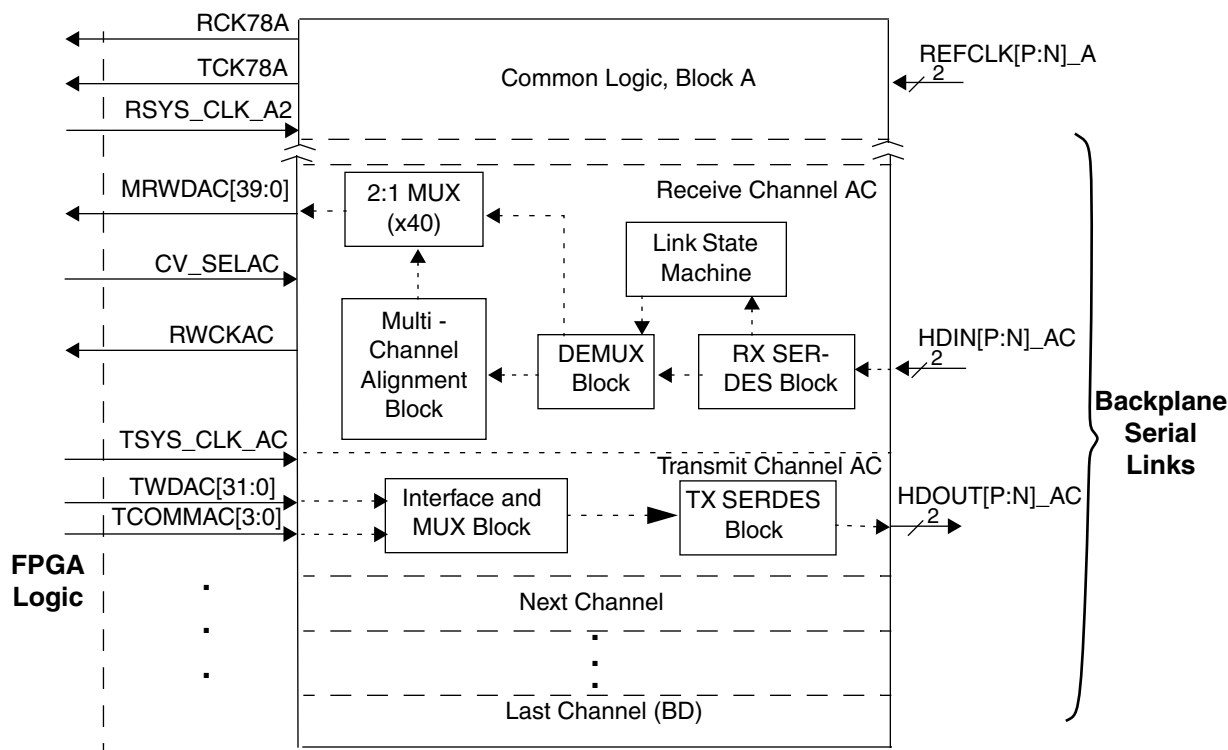 RCK78A
TCK78A
RSYS_CLK_A2
Common Logic, Block A
REFCLK[P:N]_A
2
MRWDAC[39:0]
CV_SELAC
RWCKAC
Receive Channel AC
2:1 MUX
(x40)
Link State
Machine
Multi -
Channel
Alignment
Block
DEMUX
Block
RX SER-
DES Block
HDIN[P:N]_AC
2
Backplane
Serial
Links
TSYS_CLK_AC
TWDAC[31:0]
TCOMMAC[3:0]
Transmit Channel AC
Interface and
MUX Block
TX SERDES
Block
HDOUT[P:N]_AC
2
FPGA
Logic
Next Channel
Last Channel (BD)